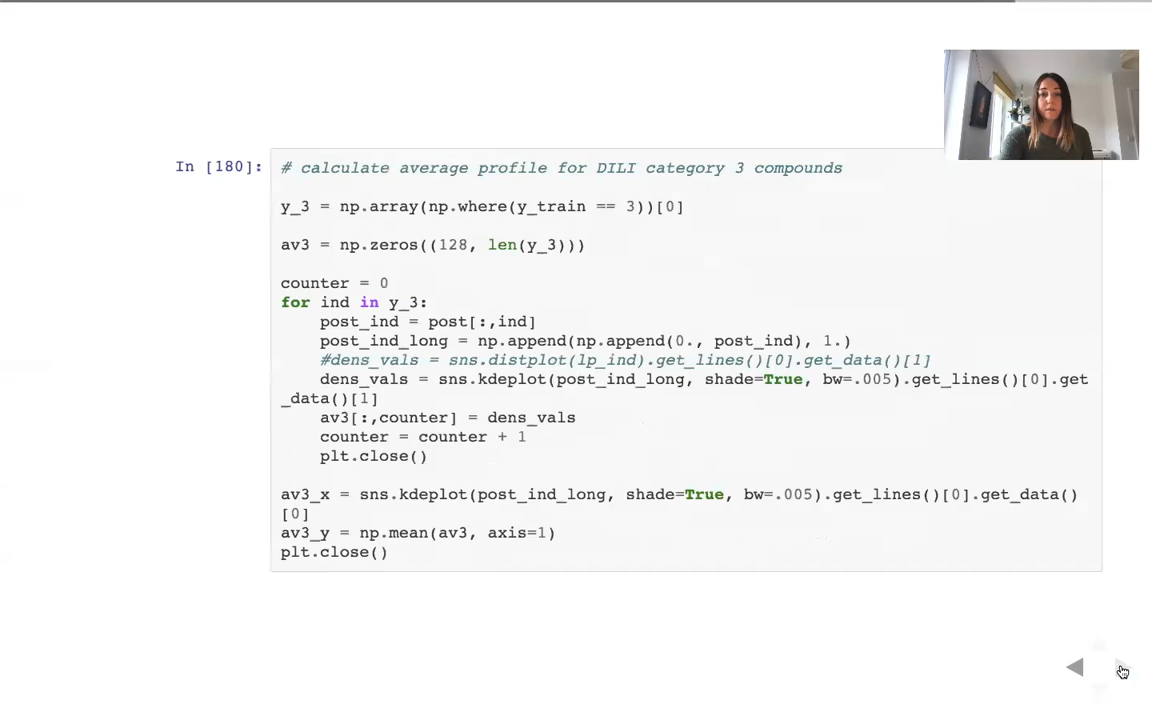 In [180]:
# calculate average profile for DILI category 3 compounds
y_3 = np.array(np.where(y_train == 3))[0]
av3 = np.zeros((128, len(y_3)))
counter = 0
for ind in y_3:
    post_ind = post[:,ind]
    post_ind_long = np.append(np.append(0., post_ind), 1.)
    #dens_vals = sns.distplot(lp_ind).get_lines()[0].get_data()[1]
    dens_vals = sns.kdeplot(post_ind_long, shade=True, bw=.005).get_lines()[0].get
_data()[1]
    av3[:,counter] = dens_vals
    counter = counter + 1
    plt.close()
av3_x = sns.kdeplot(post_ind_long, shade=True, bw=.005).get_lines()[0].get_data()
[0]
av3_y = np.mean(av3, axis=1)
plt.close()